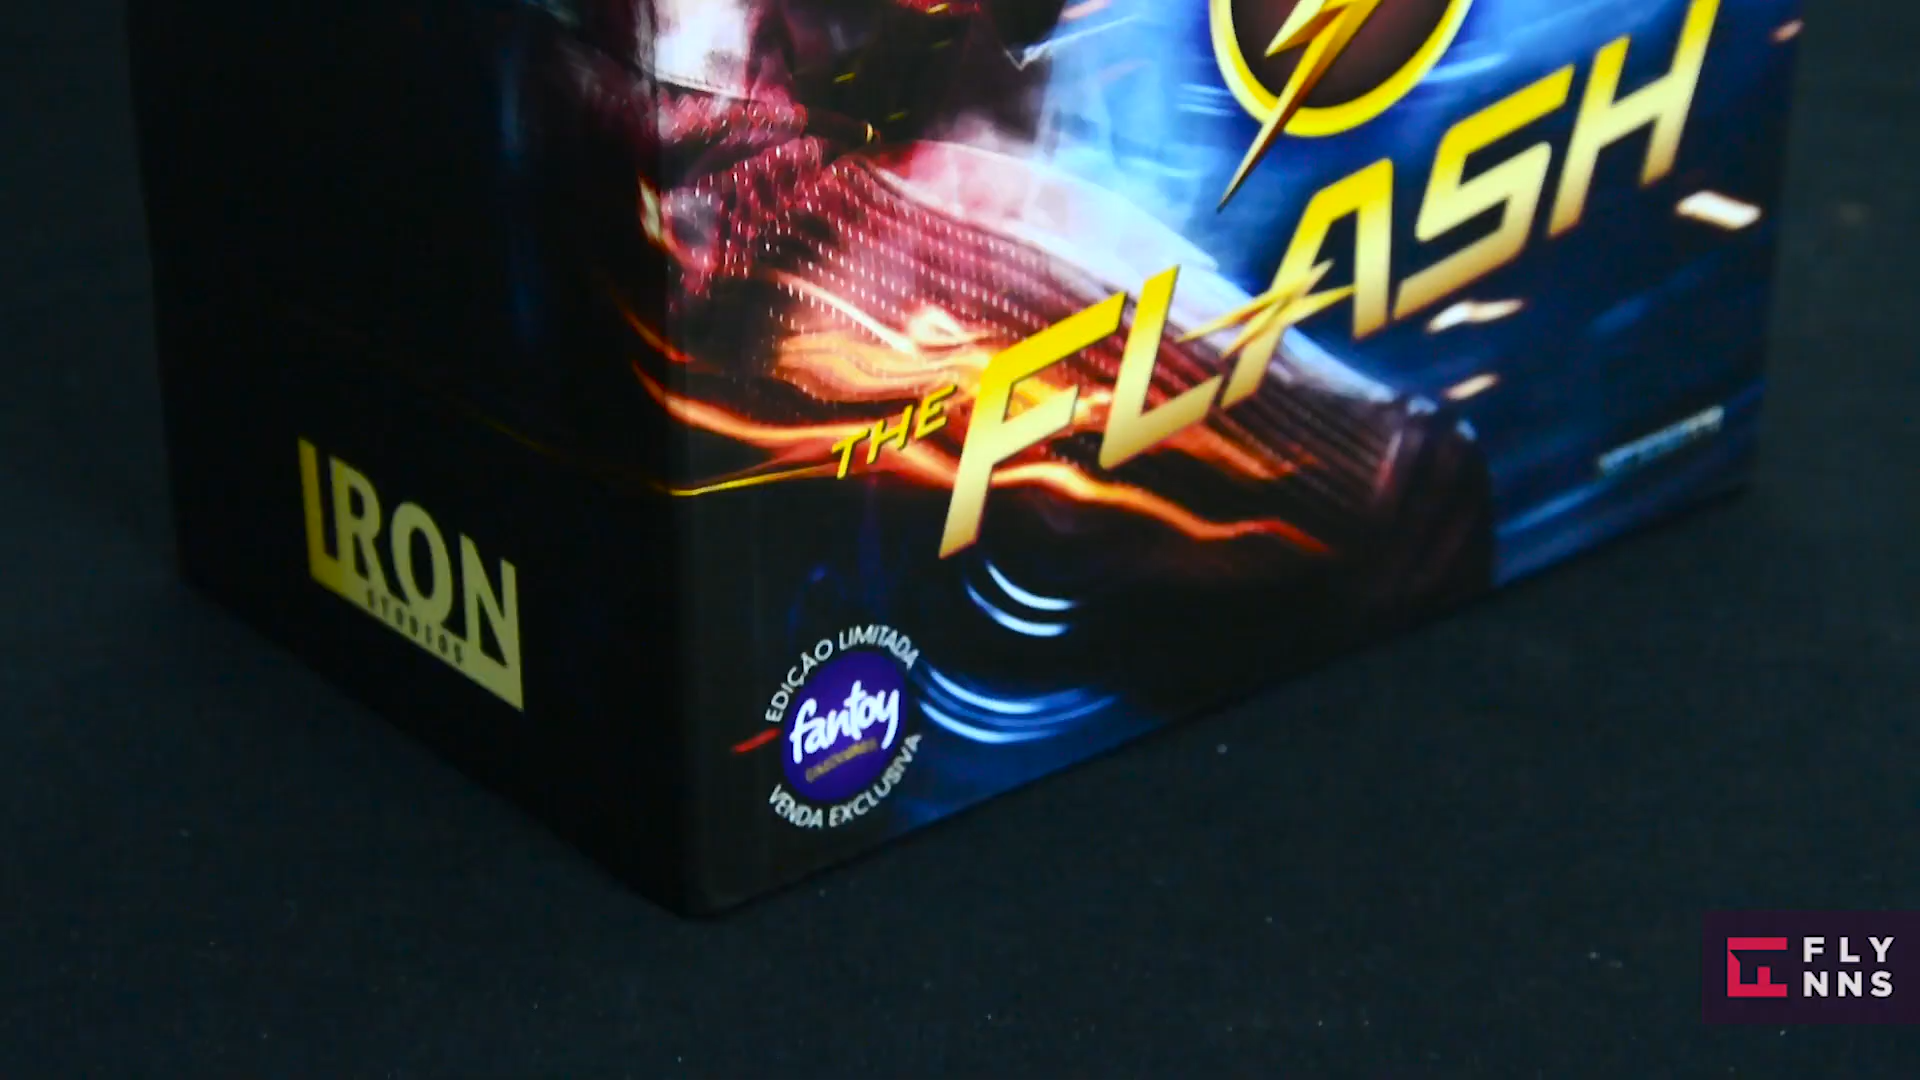 THE FLASH
IRON
STUDIOS
EDIÇÃO LIMITADA
fantoy
VENDA EXCLUSIVA
FLY
NNS